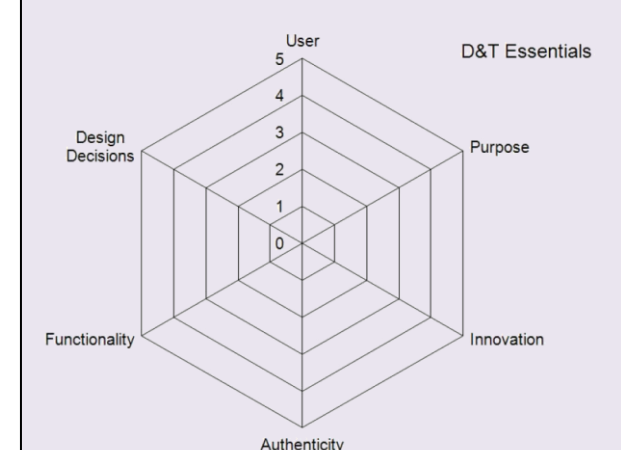 User
D&T Essentials
5
4
3
2
1
0
Design
Decisions
Purpose
Functionality
Innovation
Authenticity